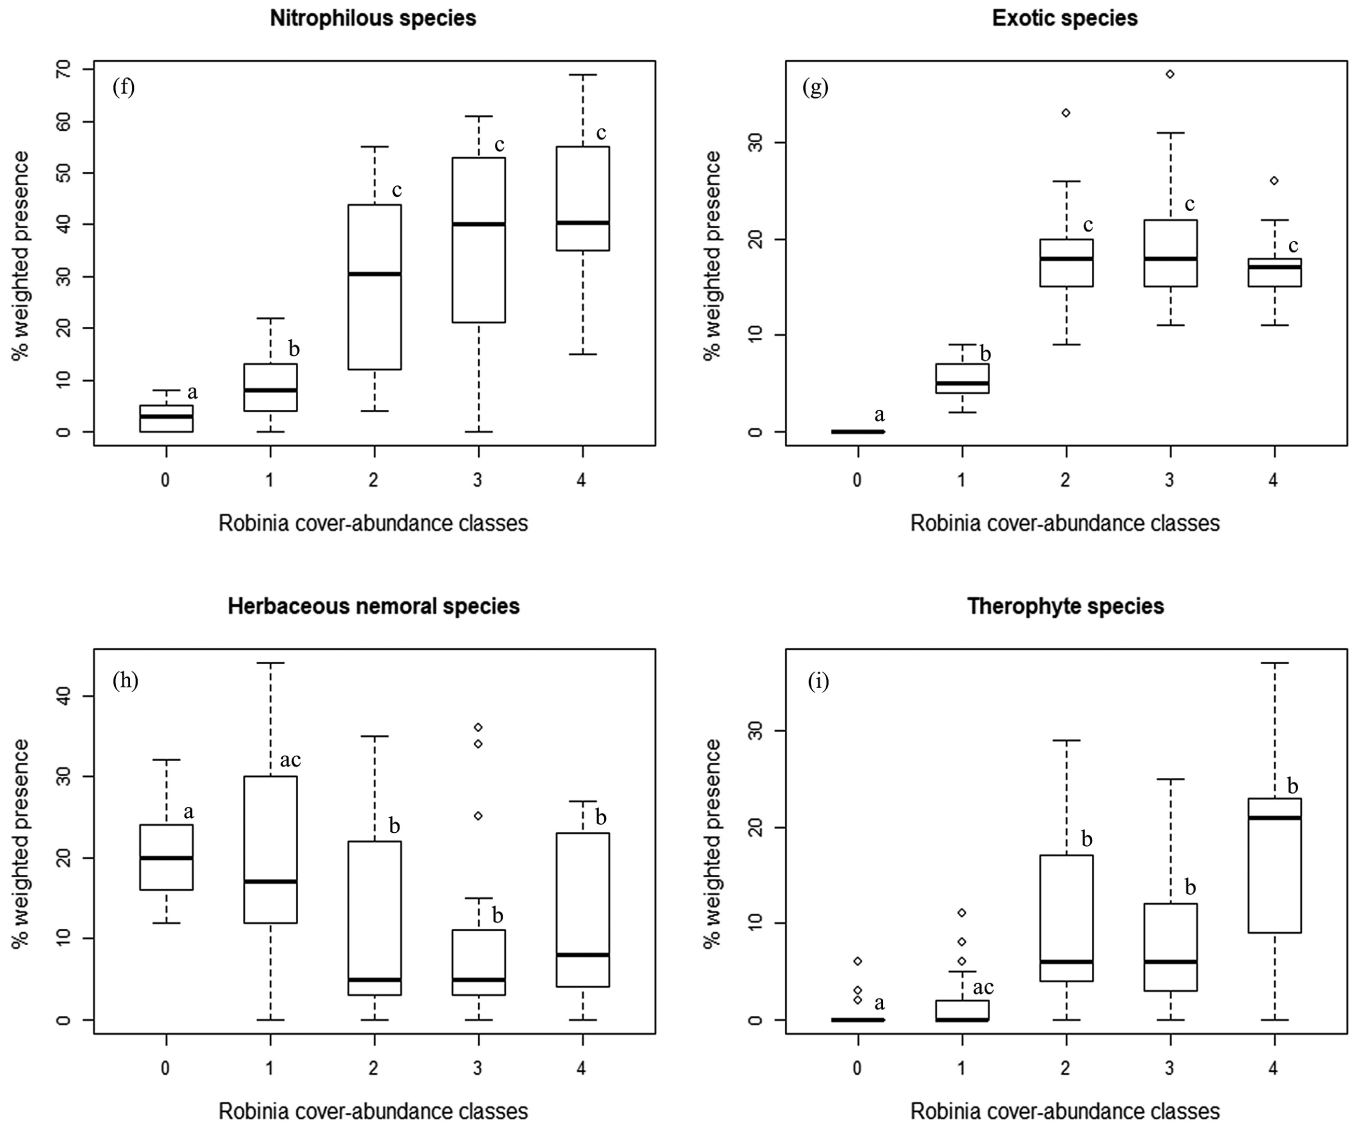 Nitrophilous species
(f)
% weighted presence
70
60
50
40
30
20
10
0
a
b
c
c
c
0 1 2 3 4
Robinia cover-abundance classes
Exotic species
(g)
% weighted presence
30
20
10
0
a
b
c
c
c
0 1 2 3 4
Robinia cover-abundance classes
Herbaceous nemoral species
(h)
% weighted presence
40
30
20
10
0
a
ac
b
b
b
0 1 2 3 4
Robinia cover-abundance classes
Therophyte species
(i)
% weighted presence
30
20
10
0
a
ac
b
b
b
0 1 2 3 4
Robinia cover-abundance classes